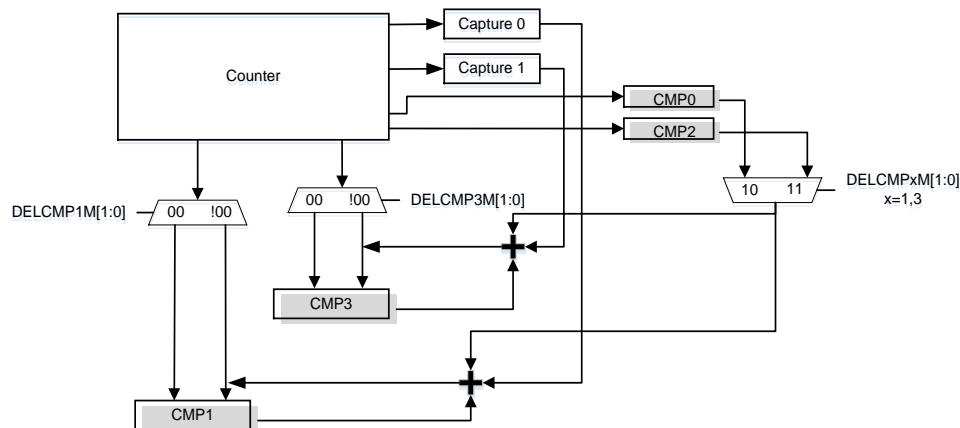 Capture 0
Counter
Capture 1
CMP0
CMP2
10 11
DELCMPxM[1:0]
x=1,3
DELCMP1M[1:0]
00 !00
00 !00
DELCMP3M[1:0]
CMP3
CMP1